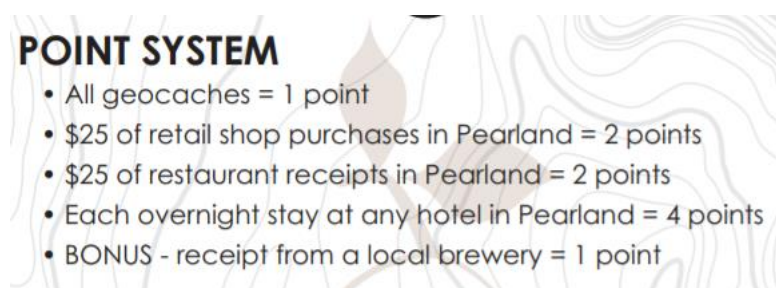 POINT SYSTEM
• All geocaches = 1 point
• $25 of retail shop purchases in Pearland = 2 points
• $25 of restaurant receipts in Pearland = 2 points
• Each overnight stay at any hotel in Pearland = 4 points
• BONUS - receipt from a local brewery = 1 point